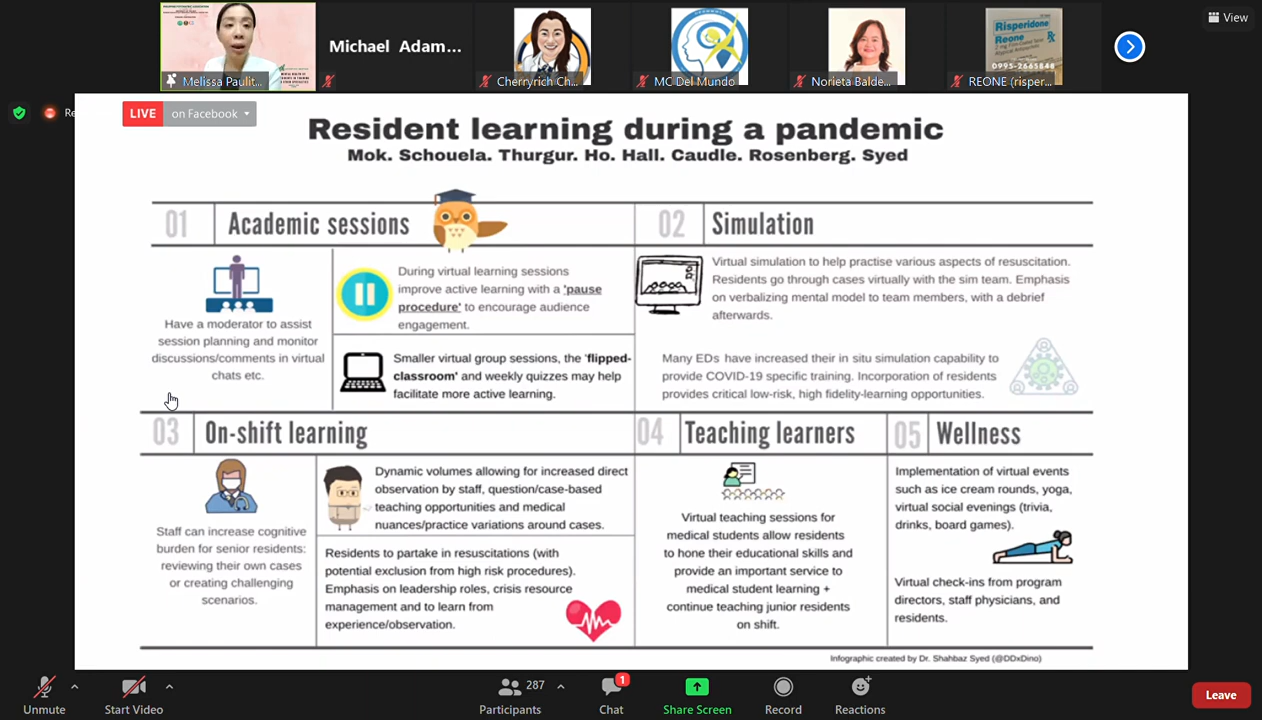 View
Melissa Paulit...
Michael Adam...
Cherryrich Ch...
MC Del Mundo
Norieta Balde...
Risperidone
Reone
0995-2665848
REONE (risper...
Re
LIVE
on Facebook
Resident learning during a pandemic
Mok. Schouela. Thurgur. Ho. Hall. Caudle. Rosenberg. Syed
01
Academic sessions
Have a moderator to assist
session planning and monitor
discussions/comments in virtual
chats etc.
During virtual learning sessions
improve active learning with a 'pause
procedure' to encourage audience
engagement.
Smaller virtual group sessions, the 'flipped-
classroom' and weekly quizzes may help
facilitate more active learning.
02
Simulation
Virtual simulation to help practise various aspects of resuscitation.
Residents go through cases virtually with the sim team. Emphasis
on verbalizing mental model to team members, with a debrief
afterwards.
Many EDs have increased their in situ simulation capability to
provide COVID-19 specific training. Incorporation of residents
provides critical low-risk, high fidelity-learning opportunities.
03
On-shift learning
Staff can increase cognitive
burden for senior residents:
reviewing their own cases
or creating challenging
scenarios.
Dynamic volumes allowing for increased direct
observation by staff, question/case-based
teaching opportunities and medical
nuances/practice variations around cases.
Residents to partake in resuscitations (with
potential exclusion from high risk procedures).
Emphasis on leadership roles, crisis resource
management and to learn from
experience/observation.
04
Teaching learners
Virtual teaching sessions for
medical students allow residents
to hone their educational skills and
provide an important service to
medical student learning +
continue teaching junior residents
on shift.
05
Wellness
Implementation of virtual events
such as ice cream rounds, yoga,
virtual social evenings (trivia,
drinks, board games).
Virtual check-ins from program
directors, staff physicians, and
residents.
Infographic created by Dr. Shahbaz Syed (@DDxDino)
Unmute
Start Video
287
Participants
1
Chat
Share Screen
Record
Reactions
Leave